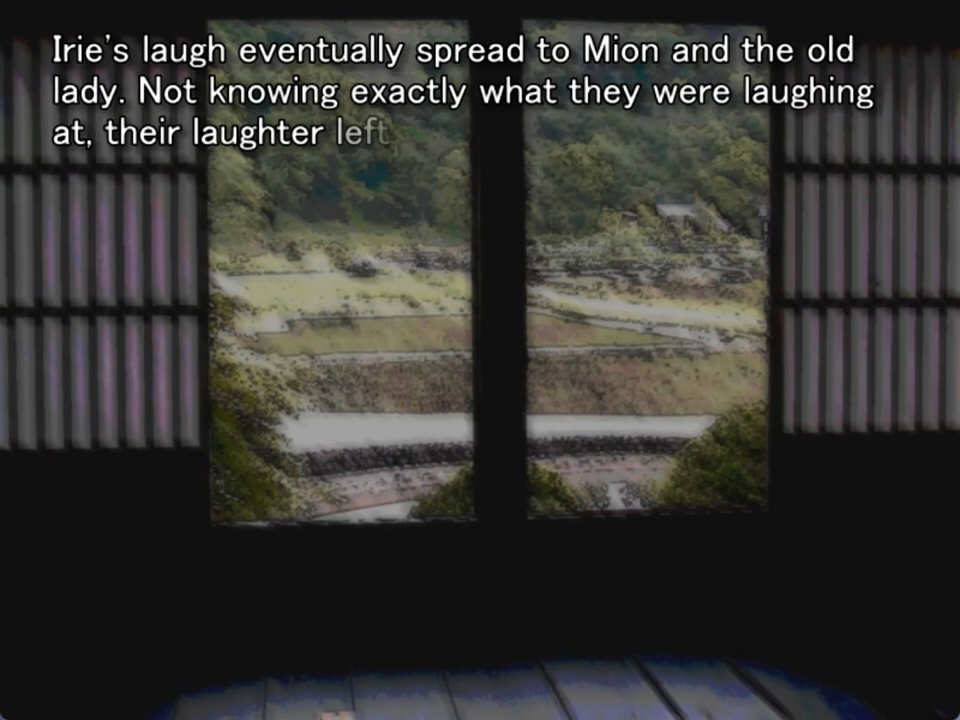 Irie's laugh eventually spread to Mion and the old
lady. Not knowing exactly what they were laughing
at, their laughter left